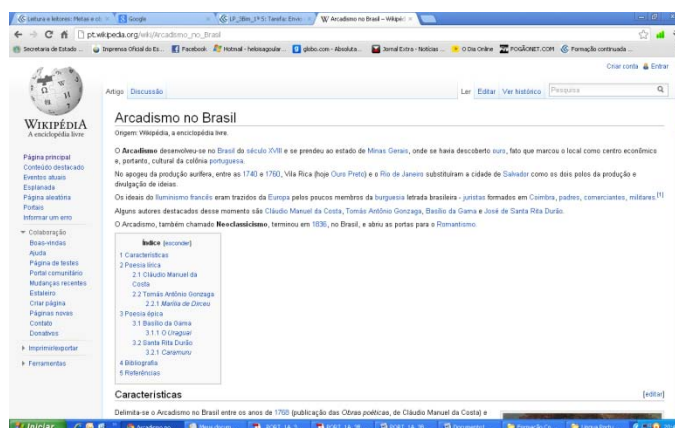 Leitura e leitores: Metas e
Google
Arcadismo no Brasil – Wikip
pt.wikipedia.org/wiki/Arcadismo_no_Brasil
Secretaria de Estado ...
Imprensa Oficial do Es...
Facebook
globo.com - Absoluta...
Jornal Extra - Notícias ...
O Dia Online
FOGÃONET.COM
Formação continuada ...
Criar conta
Entrar
Artigo
Discussão
Ler
Editar
Ver histórico
Pesquisa
WIKIPÉDIA
A enciclopédia livre
Página principal
Conteúdo destacado
Eventos atuais
Esplanada
Página aleatória
Portais
Informar um erro
Colaboração
Boas-vindas
Ajuda
Página de testes
Portal comunitário
Mudanças recentes
Estaleiro
Criar página
Páginas novas
Contato
Donativos
Imprimir/exportar
Ferramentas
Arcadismo no Brasil
Origem: Wikipédia, a enciclopédia livre.
O Arcadismo desenvolveu-se no Brasil do século XVIII e se prendeu ao estado de Minas Gerais, onde se havia descoberto ouro, fato que marcou o local como centro econômico
e, portanto, cultural da colônia portuguesa.
No apogeu da produção aurífera, entre as 1740 e 1760, Vila Rica (hoje Ouro Preto) e o Rio de Janeiro substituíram a cidade de Salvador como os dois polos da produção e
divulgação de ideias.
Os ideais do Iluminismo francês eram trazidos da Europa pelos poucos membros da burguesia letrada brasileira - juristas formados em Coimbra, padres, comerciantes, militares.[1]
Alguns autores destacados desse momento são Cláudio Manuel da Costa, Tomás Antônio Gonzaga, Basílio da Gama e José de Santa Rita Durão.
O Arcadismo, também chamado Neoclassicismo, terminou em 1836, no Brasil, e abriu as portas para o Romantismo.
Índice [esconder]
1 Características
2 Poesia lírica
2.1 Cláudio Manuel da
Costa
2.2 Tomás Antônio Gonzaga
2.2.1 Marília de Dirceu
3 Poesia épica
3.1 Basílio da Gama
3.1.1 O Uraguai
3.2 Santa Rita Durão
3.2.1 Caramuru
4 Bibliografia
5 Referências
Características
[editar]
Delimita-se o Arcadismo no Brasil entre os anos de 1768 (publicação das Obras poéticas, de Cláudio Manuel da Costa) e
Iniciar